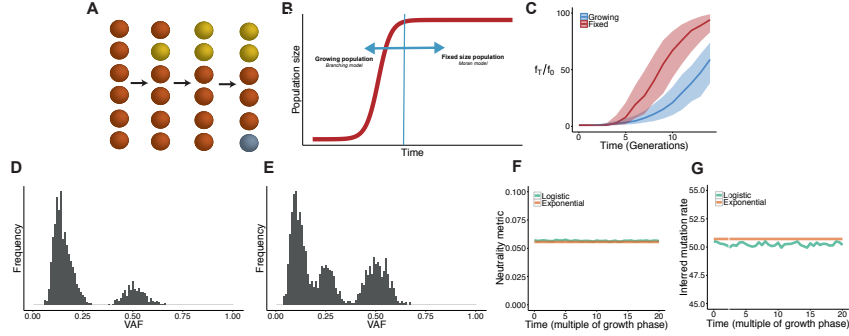 A
B
Population size
Growing population
Branching model
Fixed size population
Moran model
Time
C
Growing
Fixed
100
50
0
fT/f0
0
5
10
Time (Generations)
D
Frequency
0.00
0.25
0.50
0.75
1.00
VAF
E
Frequency
0.00
0.25
0.50
0.75
1.00
VAF
F
Logistic
Exponential
0.100
0.075
0.050
0.025
0.000
Neutrality metric
0
5
10
15
20
Time (multiple of growth phase)
G
Logistic
Exponential
55.0
52.5
50.0
47.5
45.0
Inferred mutation rate
0
5
10
15
20
Time (multiple of growth phase)